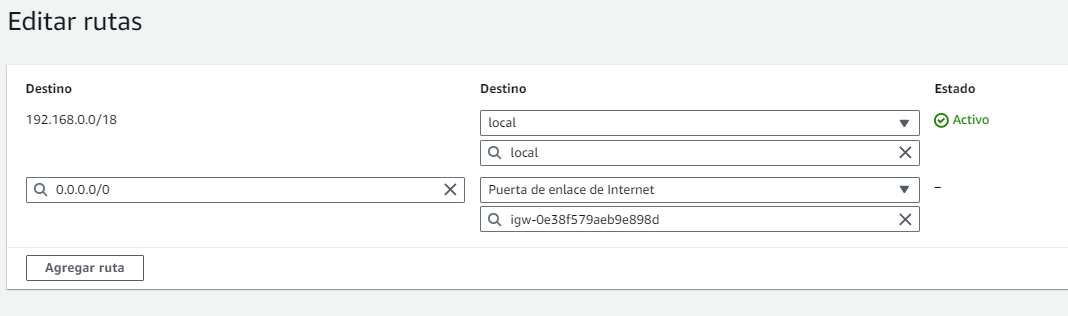 Editar rutas
Destino Destino Estado
192.168.0.0/18 local Activo
local
0.0.0.0/0 Puerta de enlace de Internet –
igw-0e38f579aeb9e898d
Agregar ruta